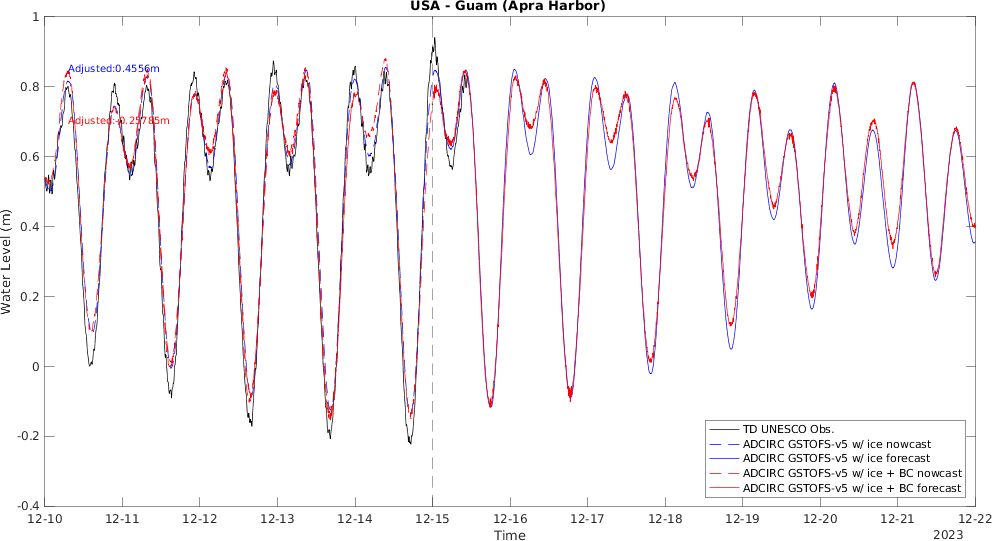 USA - Guam (Apra Harbor)
Water Level (m)
1
0.8
0.6
0.4
0.2
0
-0.2
-0.4
Adjusted:0.4556m
Adjusted:-0.25785m
TD UNESCO Obs.
ADCIRC GSTOFS-v5 w/ ice nowcast
ADCIRC GSTOFS-v5 w/ ice forecast
ADCIRC GSTOFS-v5 w/ ice + BC nowcast
ADCIRC GSTOFS-v5 w/ ice + BC forecast
12-10 12-11 12-12 12-13 12-14 12-15 12-16 12-17 12-18 12-19 12-20 12-21 12-22
Time
2023